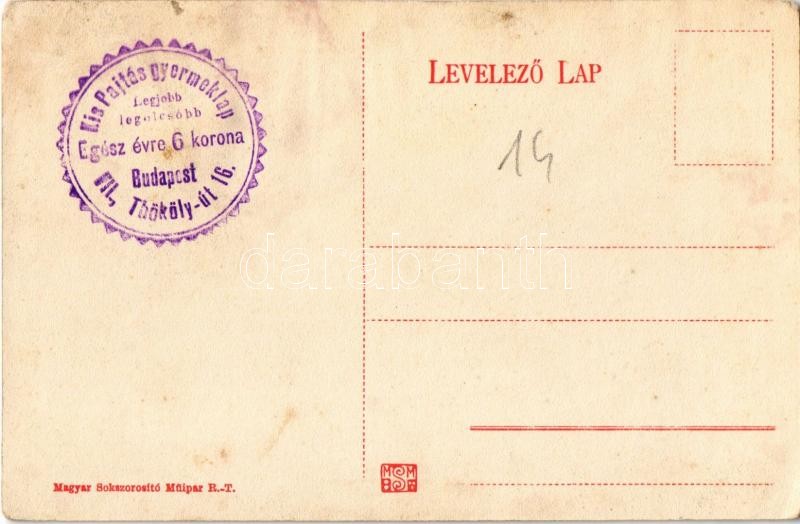 Kis Pajtás gyermeklap
Legjobb
legolcsóbb
Egész évre 6 korona
Budapest
VII., Thököly-út 16.
LEVELEZŐ LAP
14
darabanth
Magyar Sokszorosító Műipar R.-T.